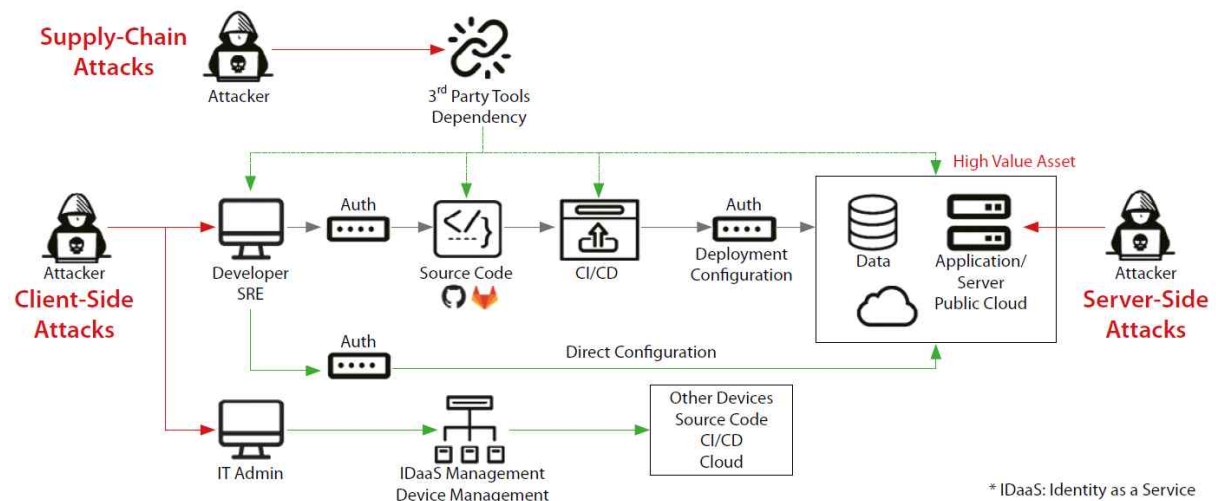 Supply-Chain
Attacks
Attacker
3rd Party Tools
Dependency
High Value Asset
Auth
Auth
Attacker
Client-Side
Attacks
Developer
SRE
</>
Source Code
CI/CD
Deployment
Configuration
Data
Application/
Server
Public Cloud
Attacker
Server-Side
Attacks
Auth
Direct Configuration
IT Admin
IDaaS Management
Device Management
Other Devices
Source Code
CI/CD
Cloud
* IDaaS: Identity as a Service